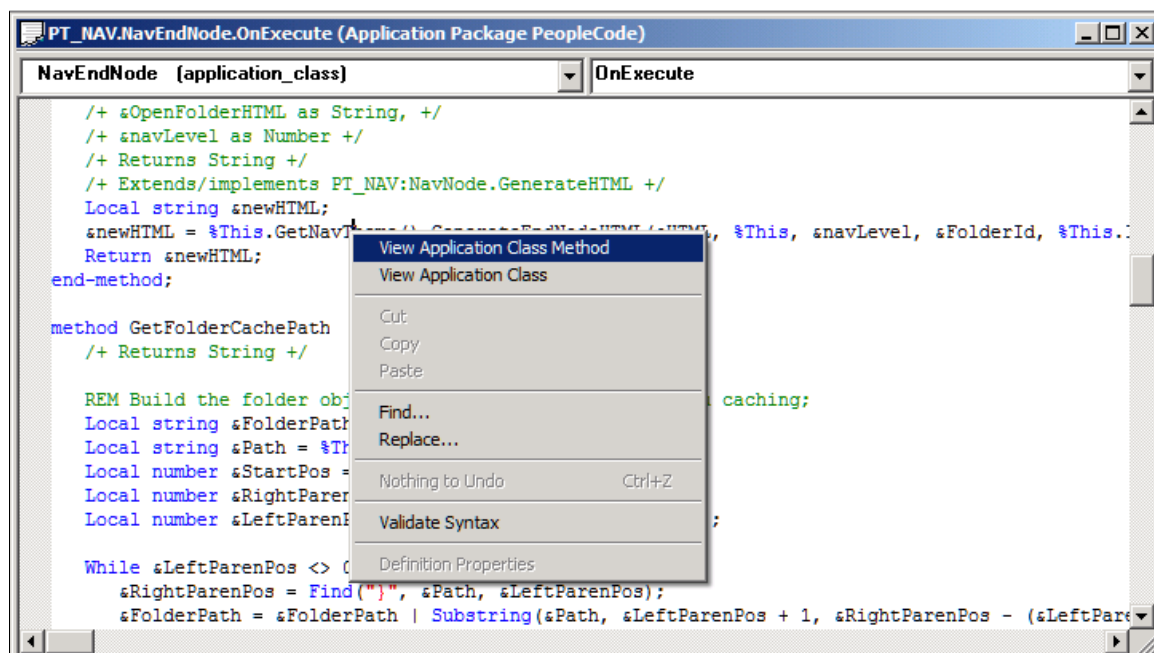 PT_NAV.NavEndNode.OnExecute (Application Package PeopleCode)
NavEndNode (application_class) OnExecute
/+ &OpenFolderHTML as String, +/
/+ &navLevel as Number +/
/+ Returns String +/
/+ Extends/implements PT_NAV:NavNode.GenerateHTML +/
Local string &newHTML;
&newHTML = %This.GetNavTheme().GenerateEndNodeHTML(&HTML, %This, &navLevel, &FolderId, %This.
Return &newHTML;
end-method;
method GetFolderCachePath
/+ Returns String +/
REM Build the folder obj caching;
Local string &FolderPath
Local string &Path = %Th
Local number &StartPos =
Local number &RightParen
Local number &LeftParenP ;
While &LeftParenPos <>
&RightParenPos = Find("}", &Path, &LeftParenPos);
&FolderPath = &FolderPath | Substring(&Path, &LeftParenPos + 1, &RightParenPos - (&LeftPare
View Application Class Method
View Application Class
Cut
Copy
Paste
Find...
Replace...
Nothing to Undo Ctrl+Z
Validate Syntax
Definition Properties